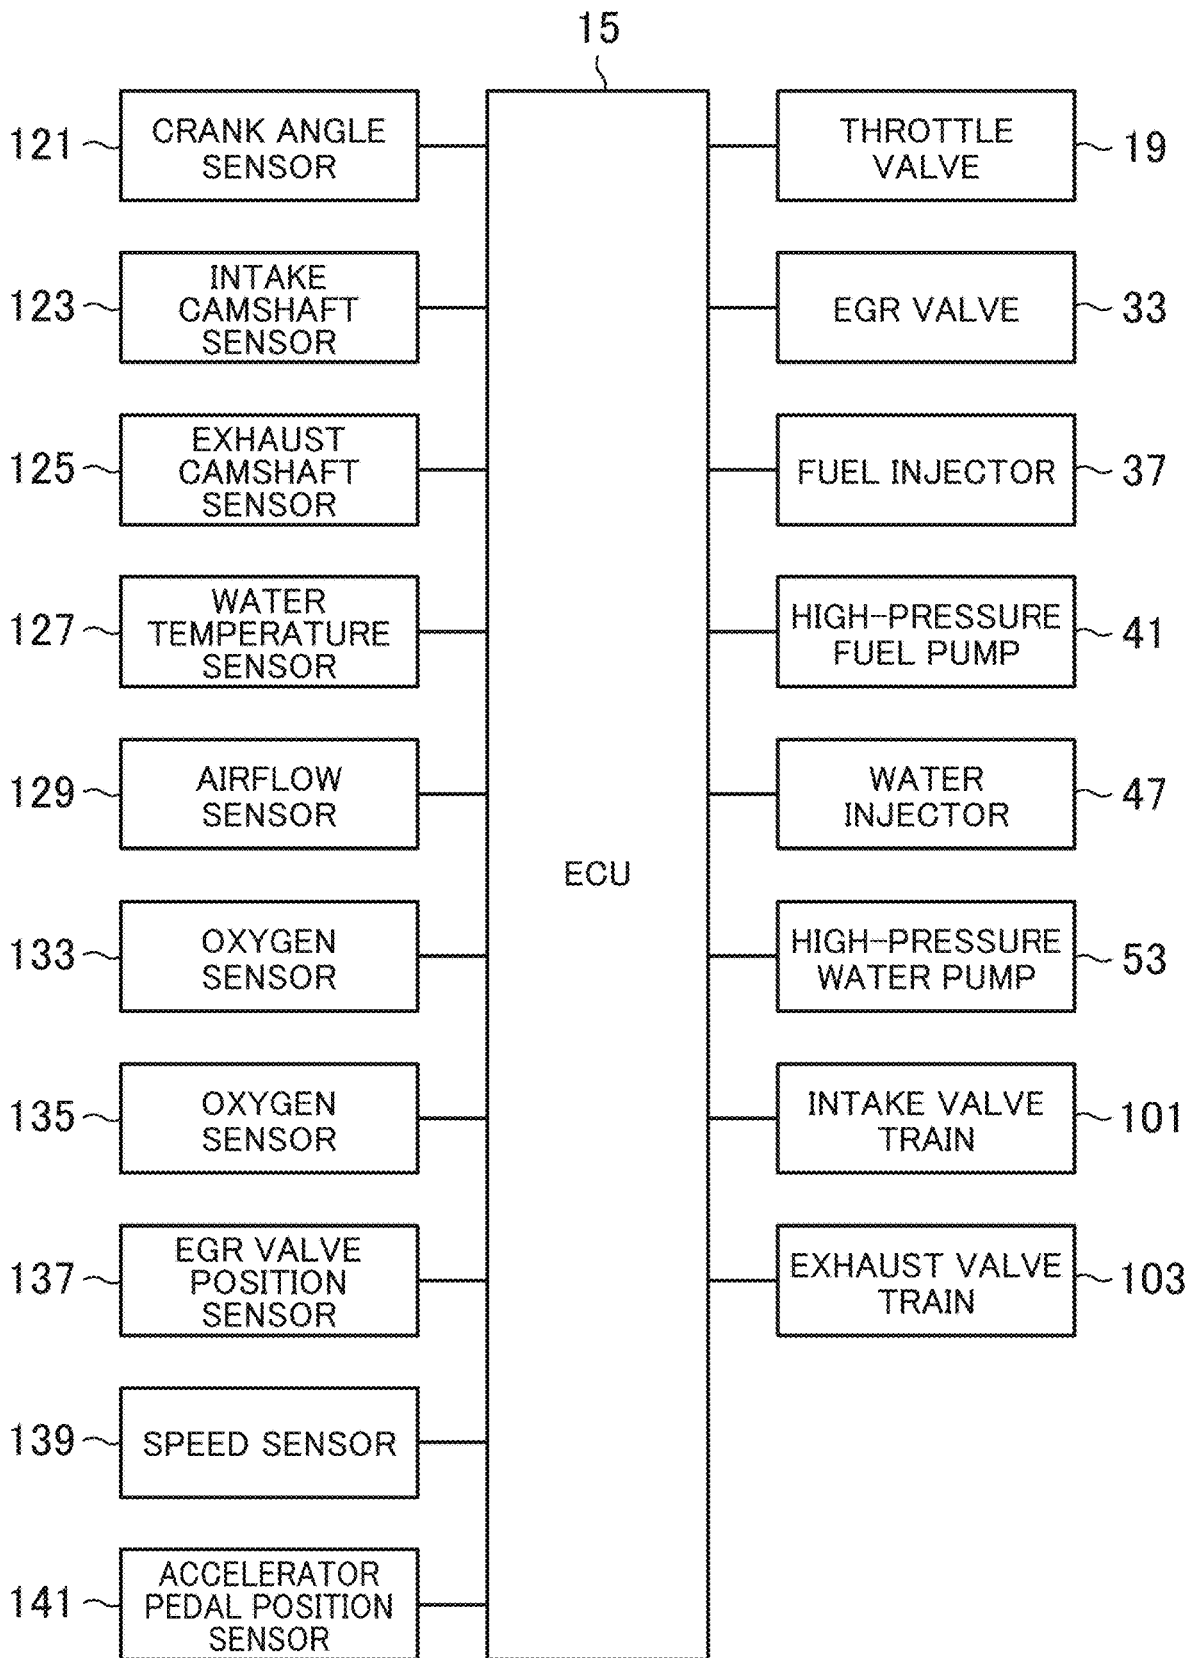 15
121
CRANK ANGLE
SENSOR
THROTTLE
VALVE
19
123
INTAKE
CAMSHAFT
SENSOR
EGR VALVE
33
125
EXHAUST
CAMSHAFT
SENSOR
FUEL INJECTOR
37
127
WATER
TEMPERATURE
SENSOR
HIGH-PRESSURE
FUEL PUMP
41
129
AIRFLOW
SENSOR
WATER
INJECTOR
47
ECU
133
OXYGEN
SENSOR
HIGH-PRESSURE
WATER PUMP
53
135
OXYGEN
SENSOR
INTAKE VALVE
TRAIN
101
137
EGR VALVE
POSITION
SENSOR
EXHAUST VALVE
TRAIN
103
139
SPEED SENSOR
141
ACCELERATOR
PEDAL POSITION
SENSOR